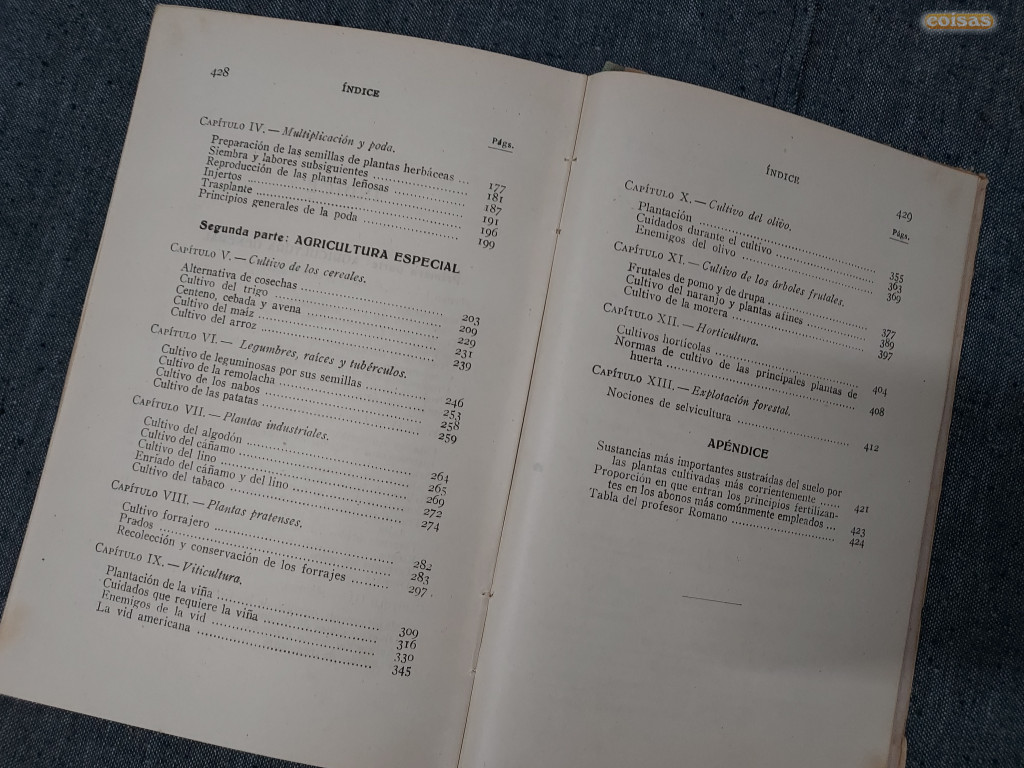 coisas
428
ÍNDICE
Págs.
CAPÍTULO IV. — Multiplicación y poda.
Preparación de las semillas de plantas herbáceas ... 177
Siembra y labores subsiguientes .................... 181
Reproducción de las plantas leñosas ................ 187
Injertos .................... 191
Trasplante .................... 196
Principios generales de la poda .................... 199
Segunda parte: AGRICULTURA ESPECIAL
CAPÍTULO V. — Cultivo de los cereales.
Alternativa de cosechas .................... 203
Cultivo del trigo .................... 209
Centeno, cebada y avena .................... 229
Cultivo del maíz .................... 231
Cultivo del arroz .................... 239
CAPÍTULO VI. — Legumbres, raíces y tubérculos.
Cultivo de leguminosas por sus semillas .................... 246
Cultivo de la remolacha .................... 253
Cultivo de los nabos .................... 258
Cultivo de las patatas .................... 259
CAPÍTULO VII. — Plantas industriales.
Cultivo del algodón .................... 264
Cultivo del cáñamo .................... 265
Cultivo del lino .................... 269
Enriado del cáñamo y del lino .................... 272
Cultivo del tabaco .................... 274
CAPÍTULO VIII. — Plantas pratenses.
Cultivo forrajero .................... 282
Prados .................... 283
Recolección y conservación de los forrajes .................... 297
CAPÍTULO IX. — Viticultura.
Plantación de la viña .................... 309
Cuidados que requiere la viña .................... 316
Enemigos de la vid .................... 330
La vid americana .................... 345
ÍNDICE
429
Págs.
CAPÍTULO X. — Cultivo del olivo.
Plantación .................... 355
Cuidados durante el cultivo .................... 363
Enemigos del olivo .................... 369
CAPÍTULO XI. — Cultivo de los árboles frutales.
Frutales de pomo y de drupa .................... 377
Cultivo del naranjo y plantas afines .................... 389
Cultivo de la morera .................... 397
CAPÍTULO XII. — Horticultura.
Cultivos hortícolas .................... 404
Normas de cultivo de las principales plantas de
huerta .................... 408
CAPÍTULO XIII. — Explotación forestal.
Nociones de selvicultura .................... 412
APÉNDICE
Sustancias más importantes sustraídas del suelo por
las plantas cultivadas más corrientemente .......... 421
Proporción en que entran los principios fertilizan-
tes en los abonos más comúnmente empleados .......... 423
Tabla del profesor Romano .................... 424